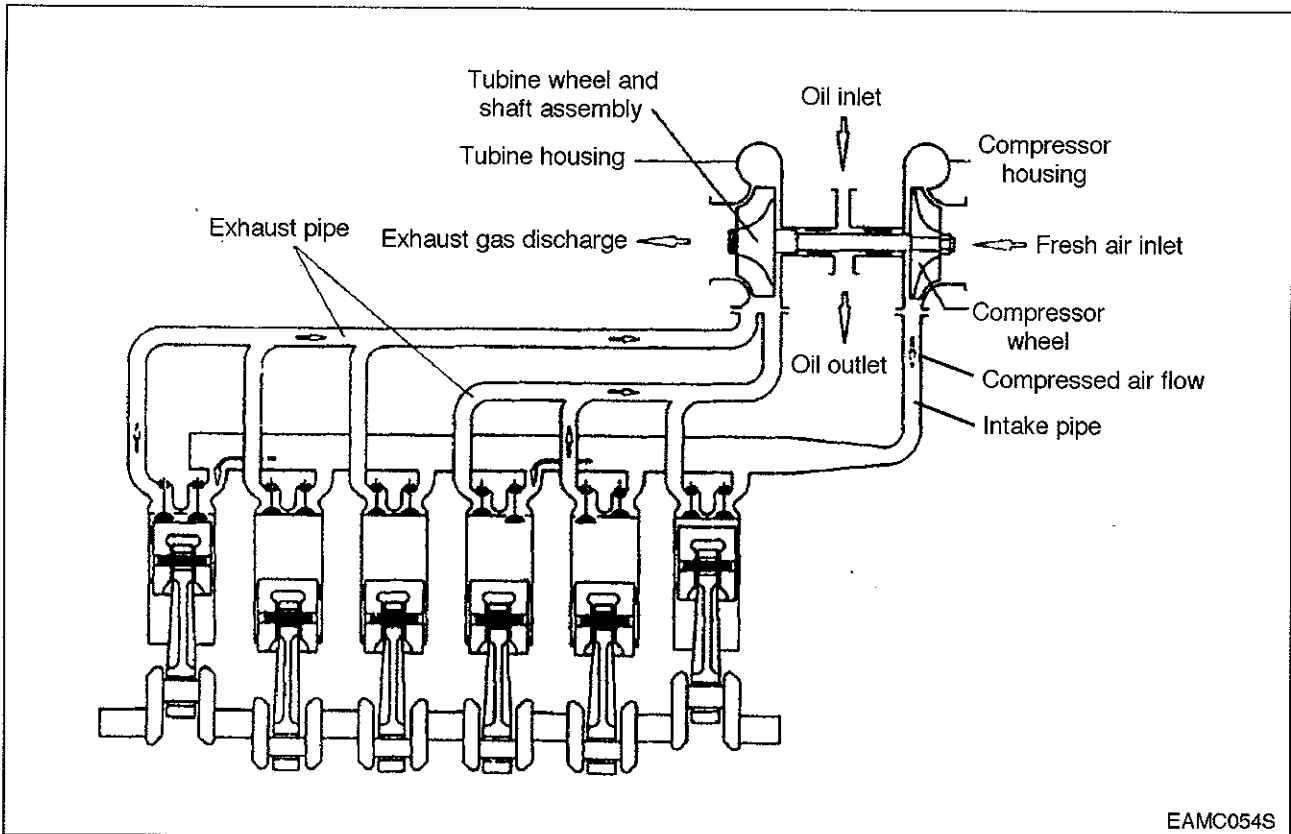 Tubine wheel and
shaft assembly
Oil inlet
Tubine housing
Compressor
housing
Exhaust pipe
Exhaust gas discharge
Fresh air inlet
Compressor
wheel
Oil outlet
Compressed air flow
Intake pipe
EAMC054S